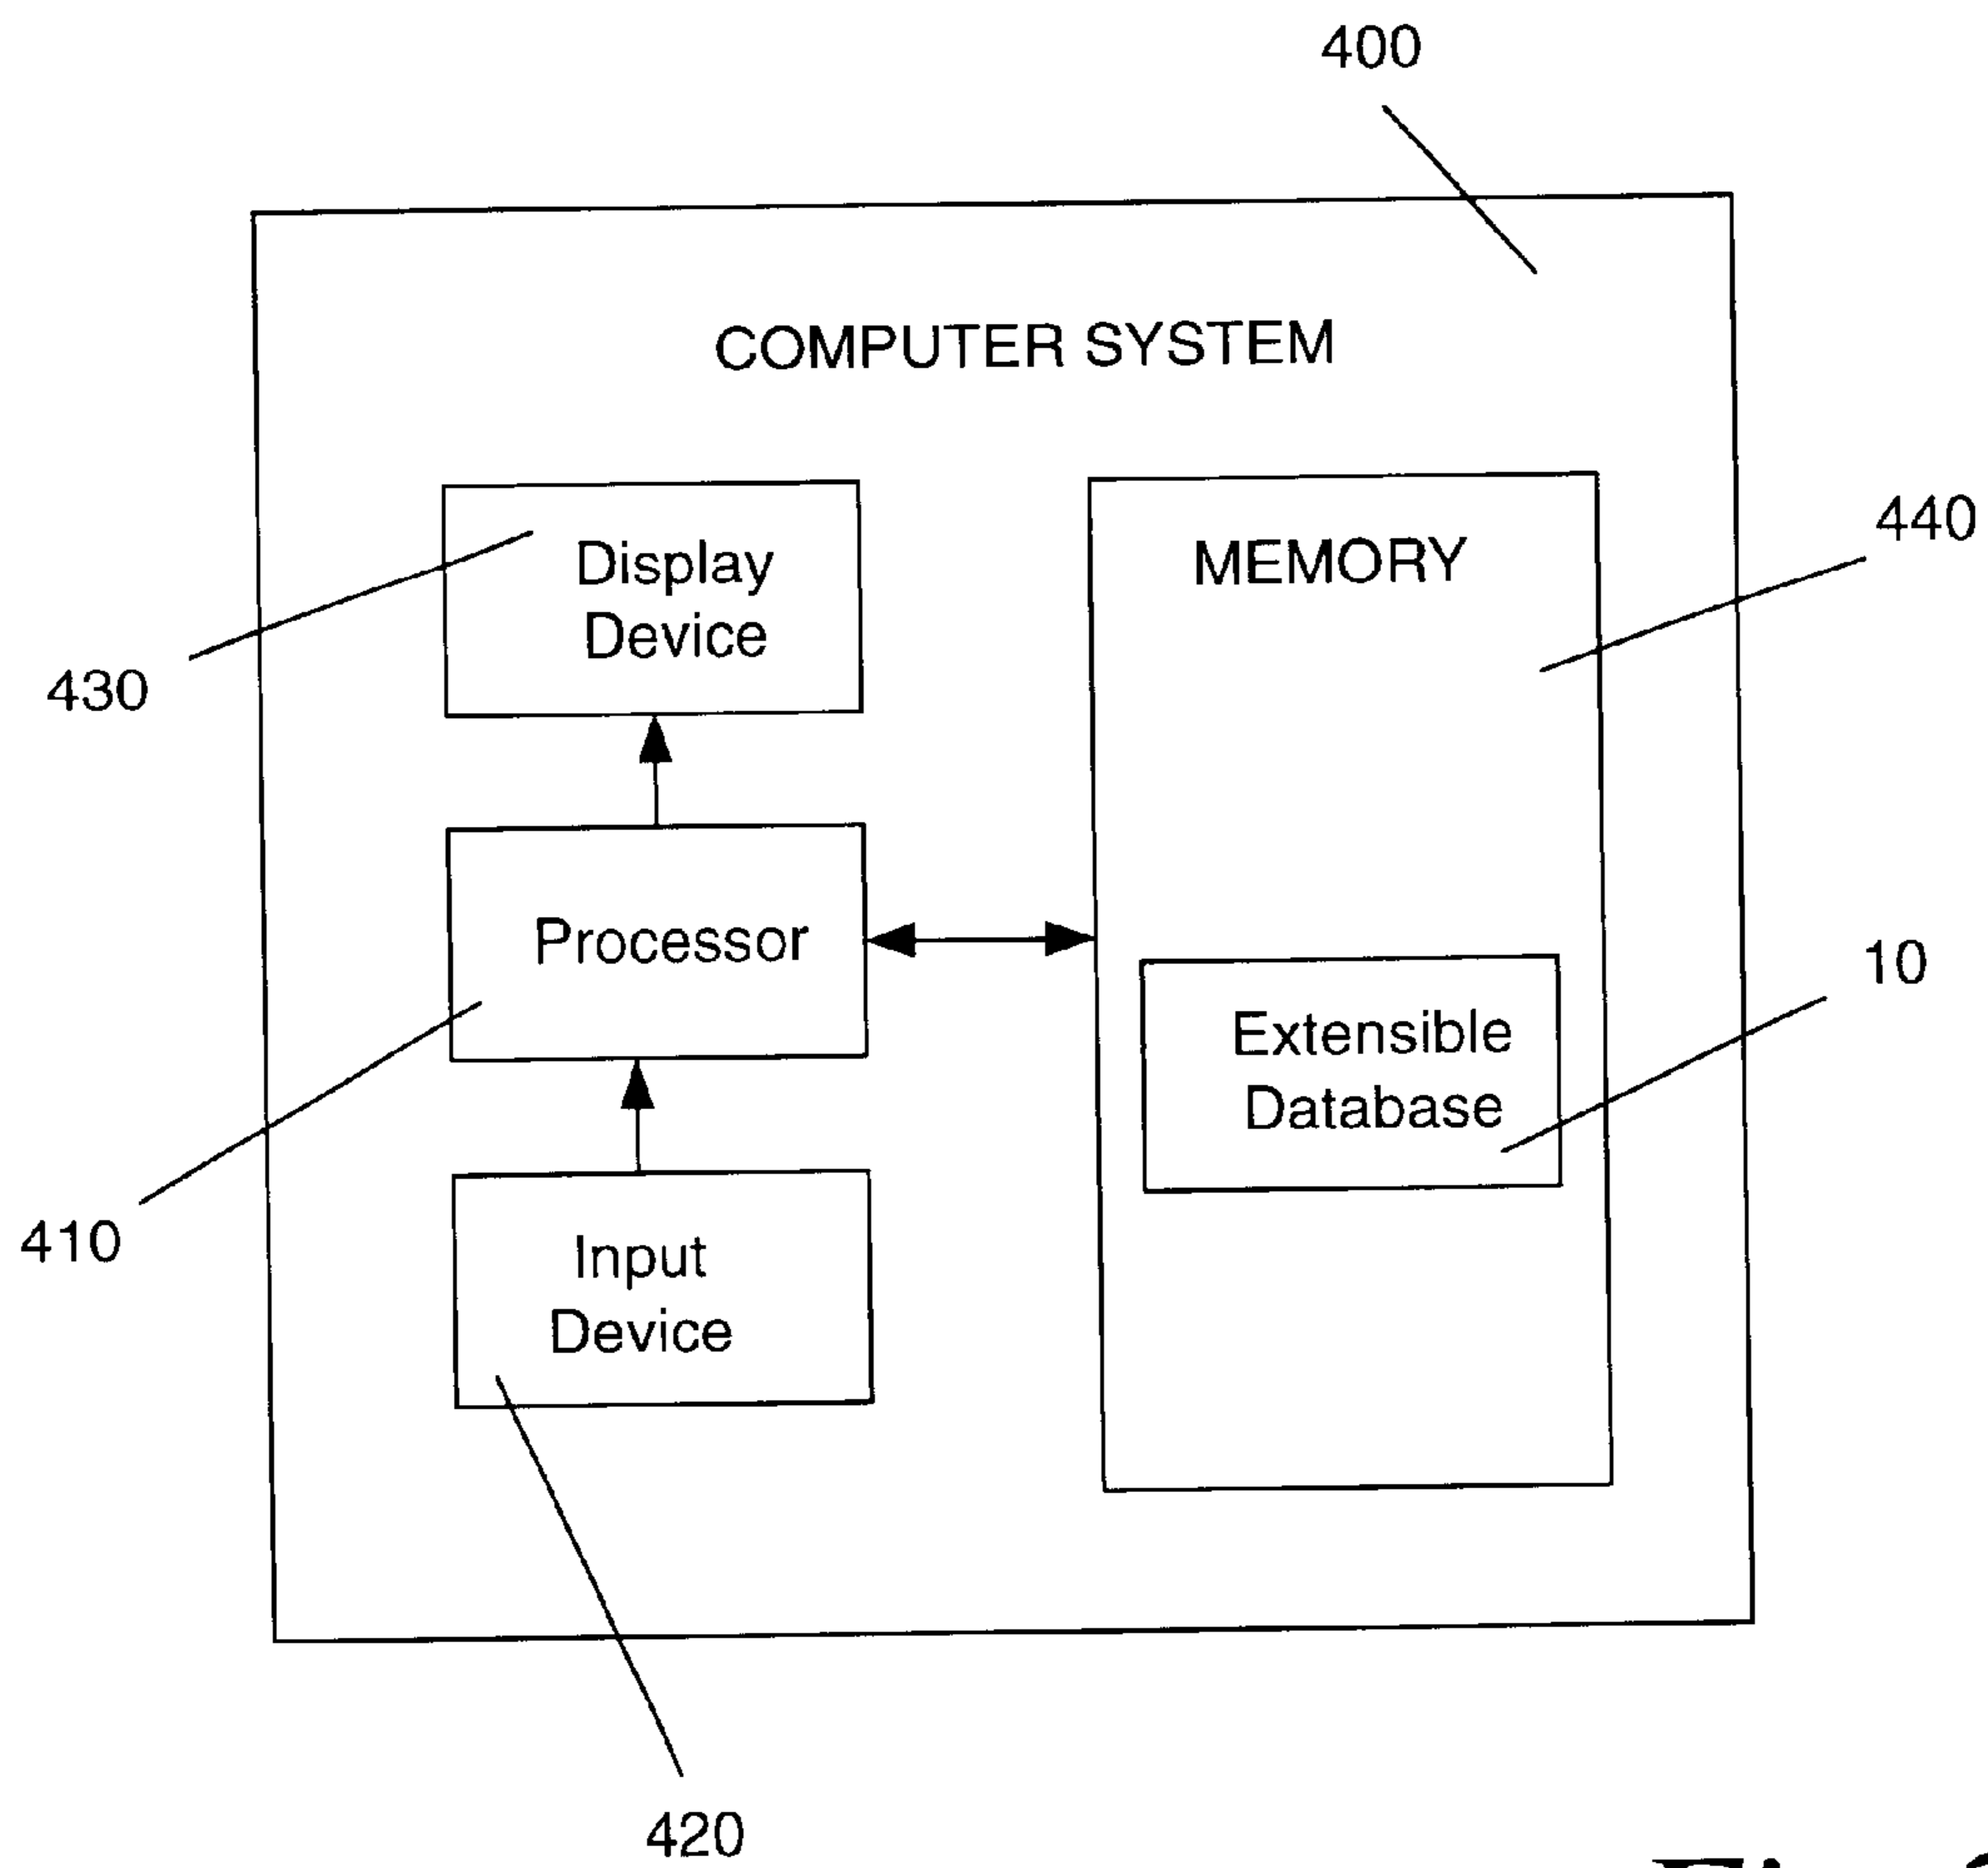 400
COMPUTER SYSTEM
440
MEMORY
Display
Device
430
Processor
10
Extensible
Database
410
Input
Device
420